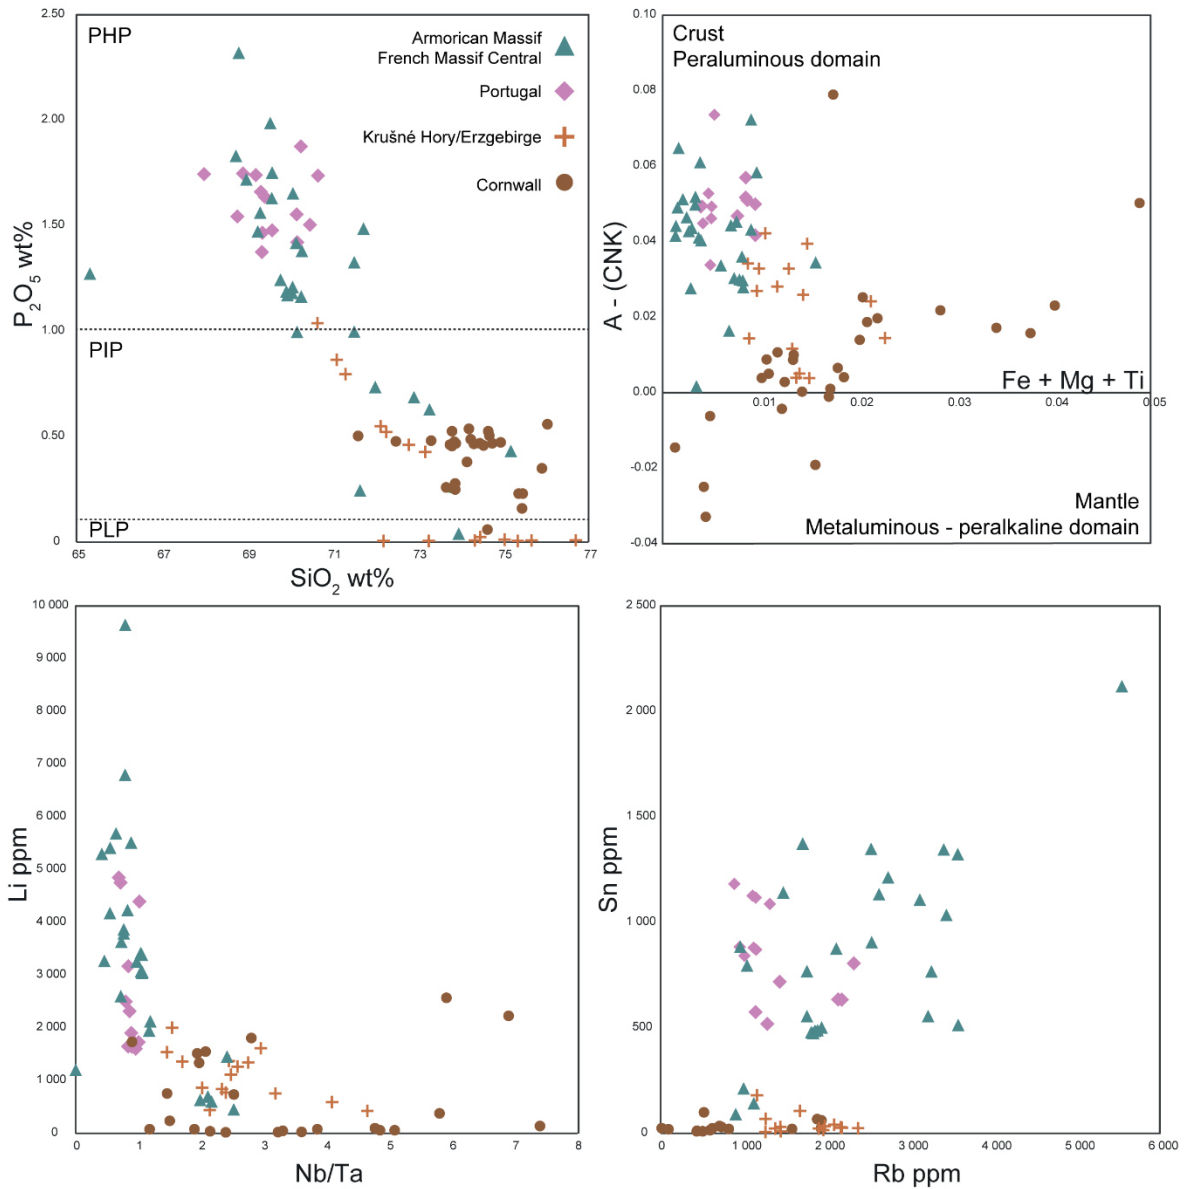 2.50
2.00
1.50
1.00
0.50
0
P2O5 wt%
PHP
PIP
PLP
Armorican Massif
French Massif Central
Portugal
Krušné Hory/Erzgebirge
Cornwall
65 67 69 71 73 75 77
SiO2 wt%
0.10
0.08
0.06
0.04
0.02
0.00
-0.02
-0.04
A - (CNK)
Crust
Peraluminous domain
Fe + Mg + Ti
0.01 0.02 0.03 0.04 0.05
Mantle
Metaluminous - peralkaline domain
10 000
9 000
8 000
7 000
6 000
5 000
4 000
3 000
2 000
1 000
0
Li ppm
0 1 2 3 4 5 6 7 8
Nb/Ta
2 500
2 000
1 500
1 000
500
0
Sn ppm
0 1 000 2 000 3 000 4 000 5 000 6 000
Rb ppm